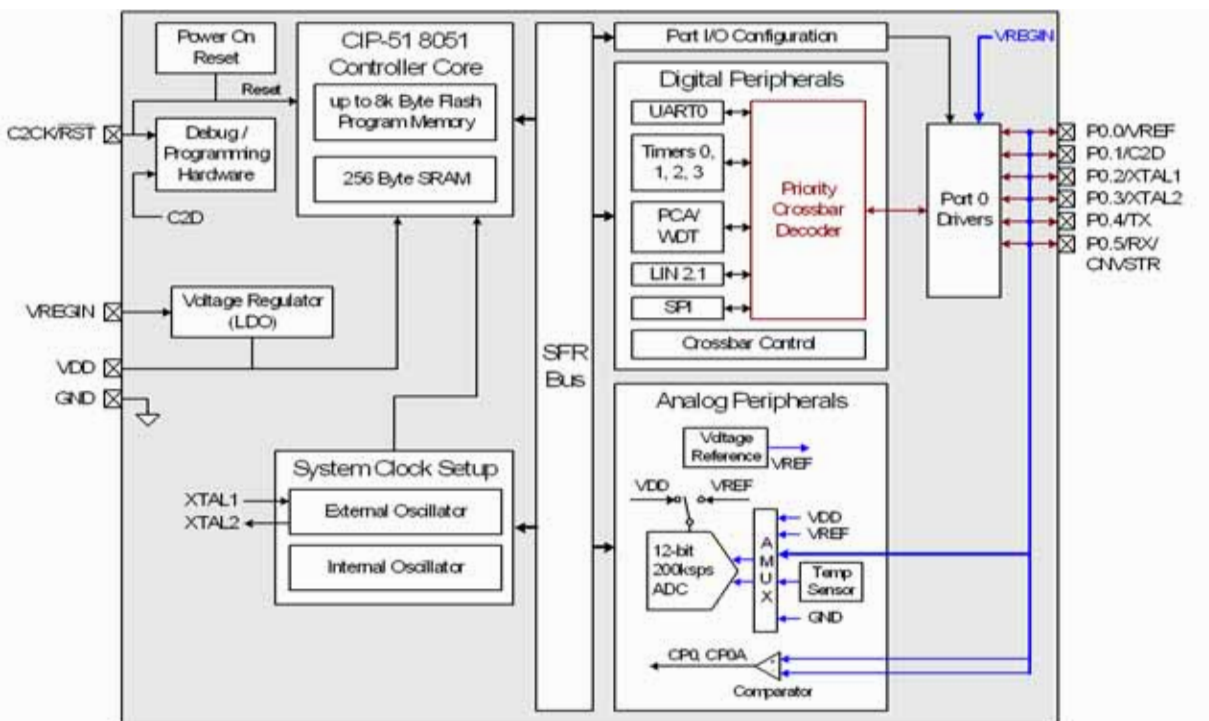 Power On
Reset
Reset
C2CK/RST
Debug /
Programming
Hardware
C2D
VREGIN
Voltage Regulator
(LDO)
VDD
GND
CIP-51 8051
Controller Core
up to 8k Byte Flash
Program Memory
256 Byte SRAM
System Clock Setup
XTAL1
XTAL2
External Oscillator
Internal Oscillator
SFR
Bus
Port I/O Configuration
Digital Peripherals
UART0
Timers 0,
1, 2, 3
PCA/
WDT
LIN 2.1
SPI
Priority
Crossbar
Decoder
Crossbar Control
Analog Peripherals
Voltage
Reference
VREF
VDD
VREF
12-bit
200ksps
ADC
A
M
U
X
VDD
VREF
Temp
Sensor
GND
CP0, CP0A
+
-
Comparator
VREGIN
Port 0
Drivers
P0.0/VREF
P0.1/C2D
P0.2/XTAL1
P0.3/XTAL2
P0.4/TX
P0.5/RX/
CNVSTR